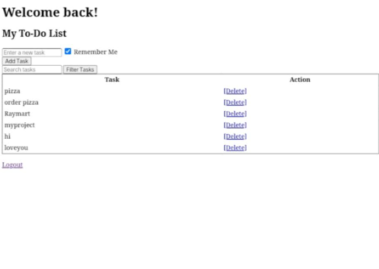 Welcome back!
My To-Do List
Enter a new task Remember Me
Add Task
Search tasks Filter Tasks
Task Action
pizza [Delete]
order pizza [Delete]
Raymart [Delete]
myproject [Delete]
hi [Delete]
loveyou [Delete]
Logout